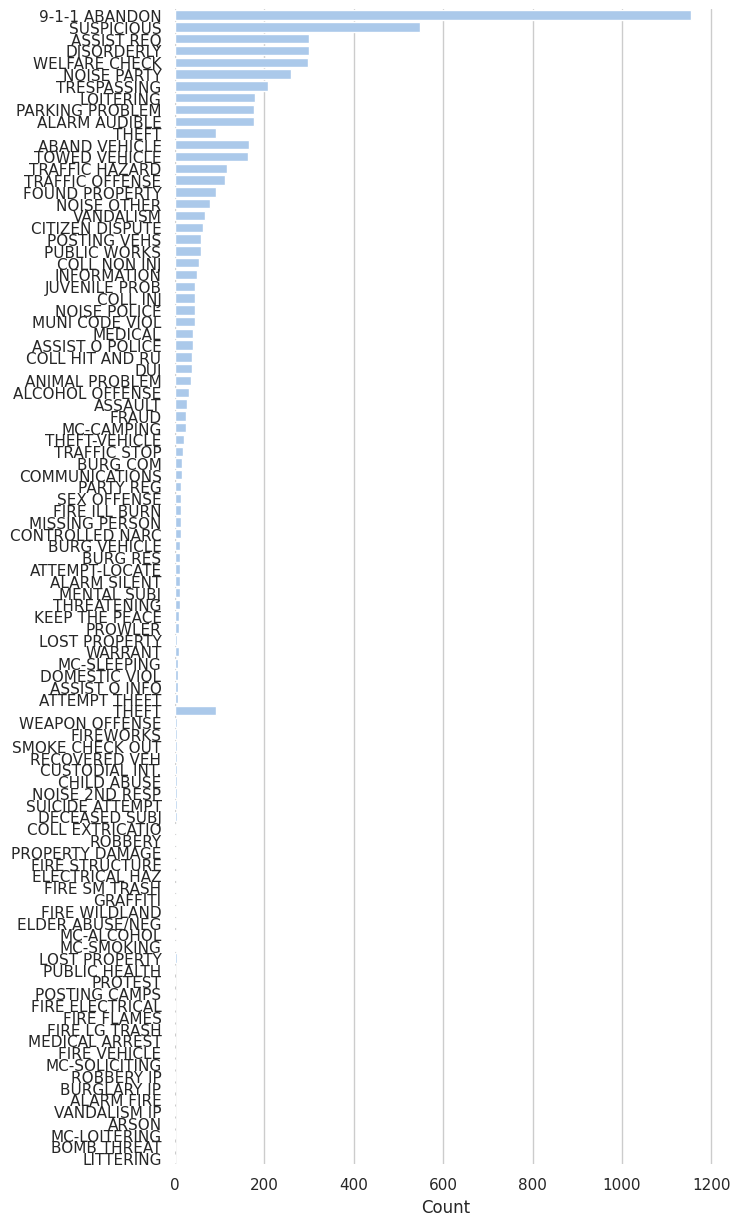 9-1-1 ABANDON
SUSPICIOUS
ASSIST REQ
DISORDERLY
WELFARE CHECK
NOISE PARTY
TRESPASSING
LOITERING
PARKING PROBLEM
ALARM AUDIBLE
THEFT
ABAND VEHICLE
TOWED VEHICLE
TRAFFIC HAZARD
TRAFFIC OFFENSE
FOUND PROPERTY
NOISE OTHER
VANDALISM
CITIZEN DISPUTE
POSTING VEHS
PUBLIC WORKS
COLL NON INJ
INFORMATION
JUVENILE PROB
COLL INJ
NOISE POLICE
MUNI CODE VIOL
MEDICAL
ASSIST O POLICE
COLL HIT AND RU
DUI
ANIMAL PROBLEM
ALCOHOL OFFENSE
ASSAULT
FRAUD
MC-CAMPING
THEFT-VEHICLE
TRAFFIC STOP
BURG COM
COMMUNICATIONS
PARTY REG
SEX OFFENSE
FIRE ILL BURN
MISSING PERSON
CONTROLLED NARC
BURG VEHICLE
BURG RES
ATTEMPT-LOCATE
ALARM SILENT
MENTAL SUBJ
THREATENING
KEEP THE PEACE
PROWLER
LOST PROPERTY
WARRANT
MC-SLEEPING
DOMESTIC VIOL
ASSIST O INFO
ATTEMPT THEFT
THEFT
WEAPON OFFENSE
FIREWORKS
SMOKE CHECK OUT
RECOVERED VEH
CUSTODIAL INT.
CHILD ABUSE
NOISE 2ND RESP
SUICIDE ATTEMPT
DECEASED SUBJ
COLL EXTRICATIO
ROBBERY
PROPERTY DAMAGE
FIRE STRUCTURE
ELECTRICAL HAZ
FIRE SM TRASH
GRAFFITI
FIRE WILDLAND
ELDER ABUSE/NEG
MC-ALCOHOL
MC-SMOKING
LOST PROPERTY
PUBLIC HEALTH
PROTEST
POSTING CAMPS
FIRE ELECTRICAL
FIRE FLAMES
FIRE LG TRASH
MEDICAL ARREST
FIRE VEHICLE
MC-SOLICITING
ROBBERY IP
BURGLARY IP
ALARM FIRE
VANDALISM IP
ARSON
MC-LOITERING
BOMB THREAT
LITTERING
0 200 400 600 800 1000 1200
Count